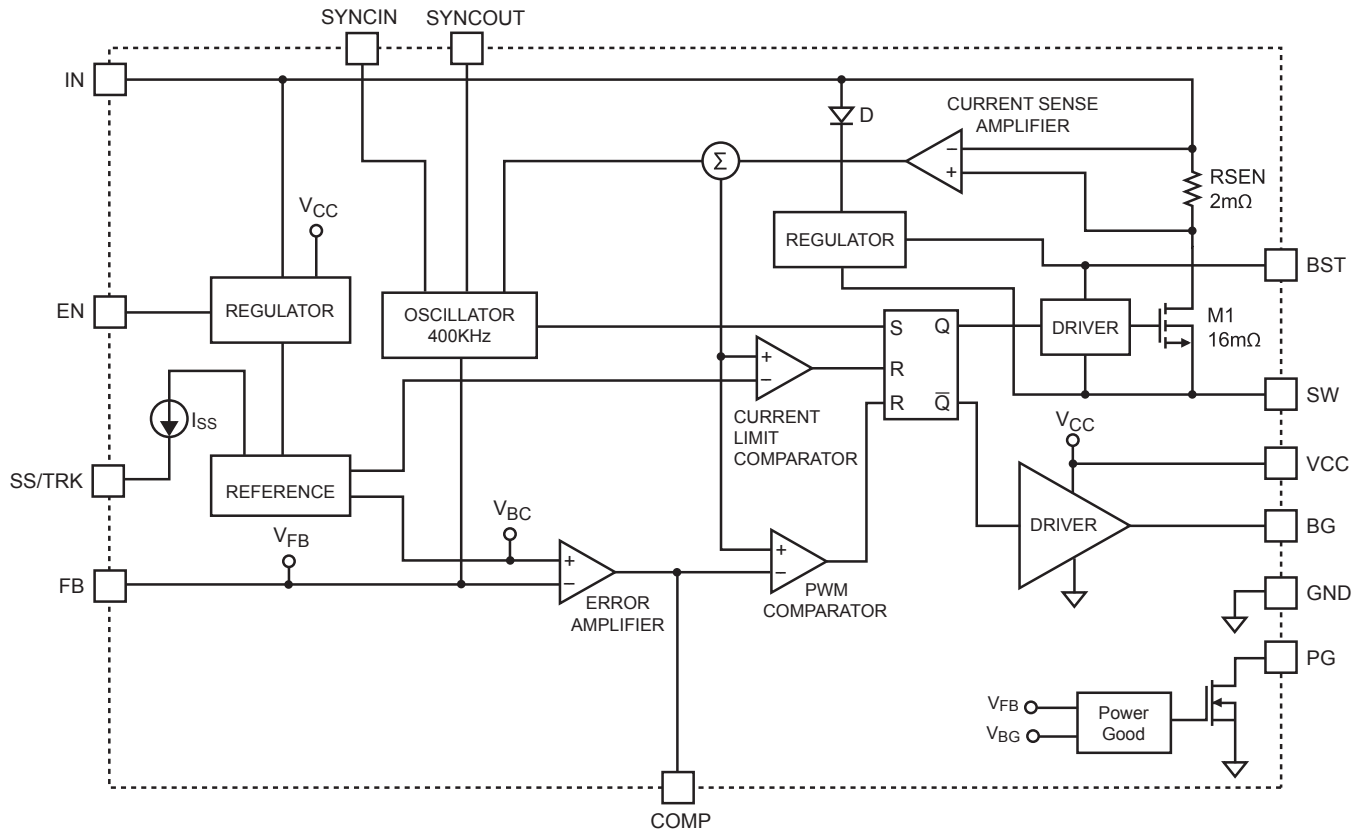 SYNCIN
SYNCOUT
IN
D
CURRENT SENSE
AMPLIFIER
−
+
Σ
RSEN
2mΩ
VCC
REGULATOR
BST
EN
REGULATOR
OSCILLATOR
400KHz
S
Q
DRIVER
M1
16mΩ
+
−
R
ISS
R
Q̅
SW
CURRENT
LIMIT
COMPARATOR
VCC
VCC
SS/TRK
REFERENCE
VBC
DRIVER
BG
VFB
+
−
+
−
FB
ERROR
AMPLIFIER
PWM
COMPARATOR
GND
PG
VFB
VBG
Power
Good
COMP